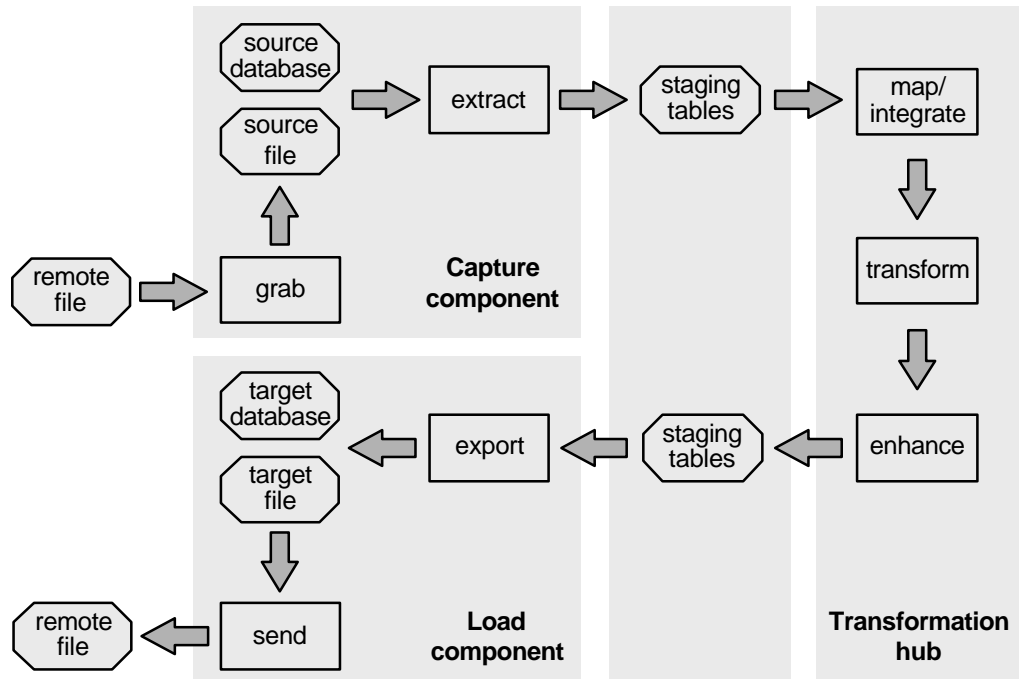 source
database
source
file
extract
staging
tables
map/
integrate
remote
file
grab
Capture
component
transform
target
database
target
file
export
staging
tables
enhance
remote
file
send
Load
component
Transformation
hub